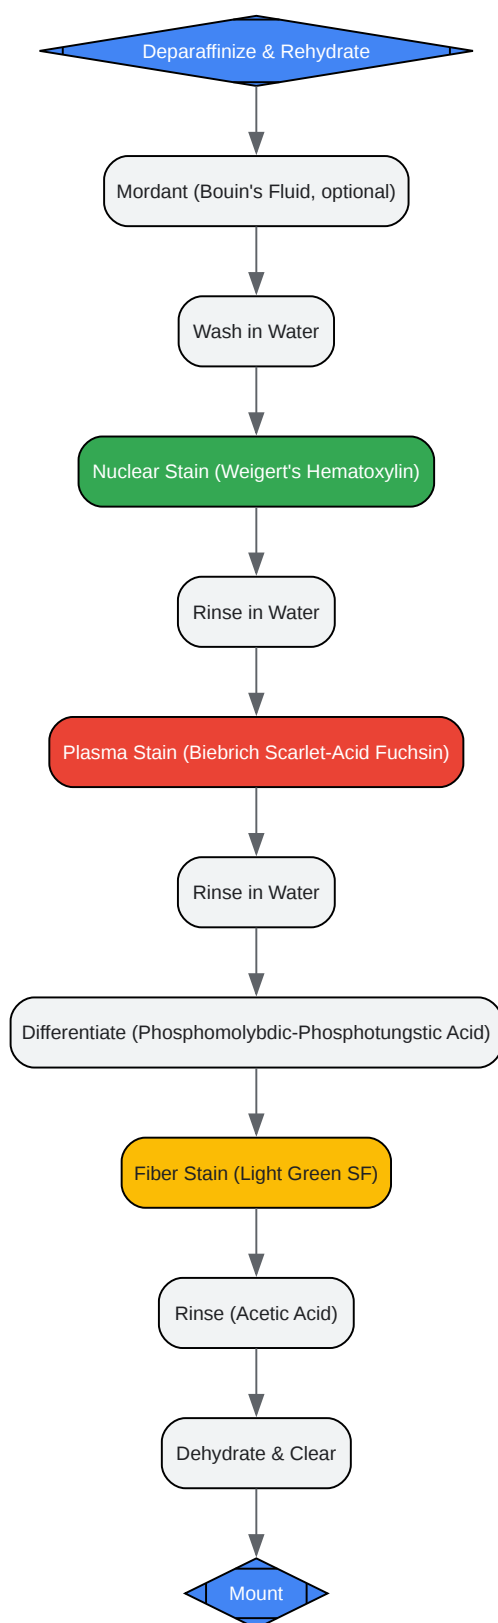 Deparaffinize & Rehydrate
Mordant (Bouin's Fluid, optional)
Wash in Water
Nuclear Stain (Weigert's Hematoxylin)
Rinse in Water
Plasma Stain (Biebrich Scarlet-Acid Fuchsin)
Rinse in Water
Differentiate (Phosphomolybdic-Phosphotungstic Acid)
Fiber Stain (Light Green SF)
Rinse (Acetic Acid)
Dehydrate & Clear
Mount